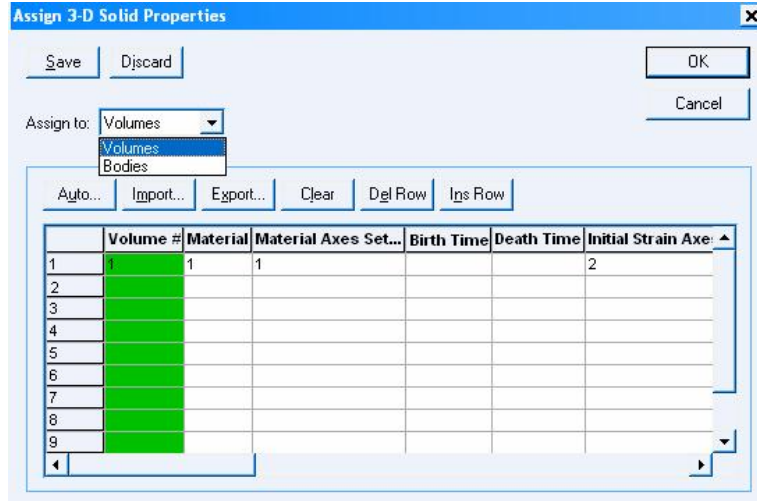 Assign 3-D Solid Properties
Save Discard OK
Cancel
Assign to: Volumes
Volumes
Bodies
Auto... Import... Export... Clear Del Row Ins Row
Volume # Material Material Axes Set... Birth Time Death Time Initial Strain Axe
1 1 1 1 2
2
3
4
5
6
7
8
9